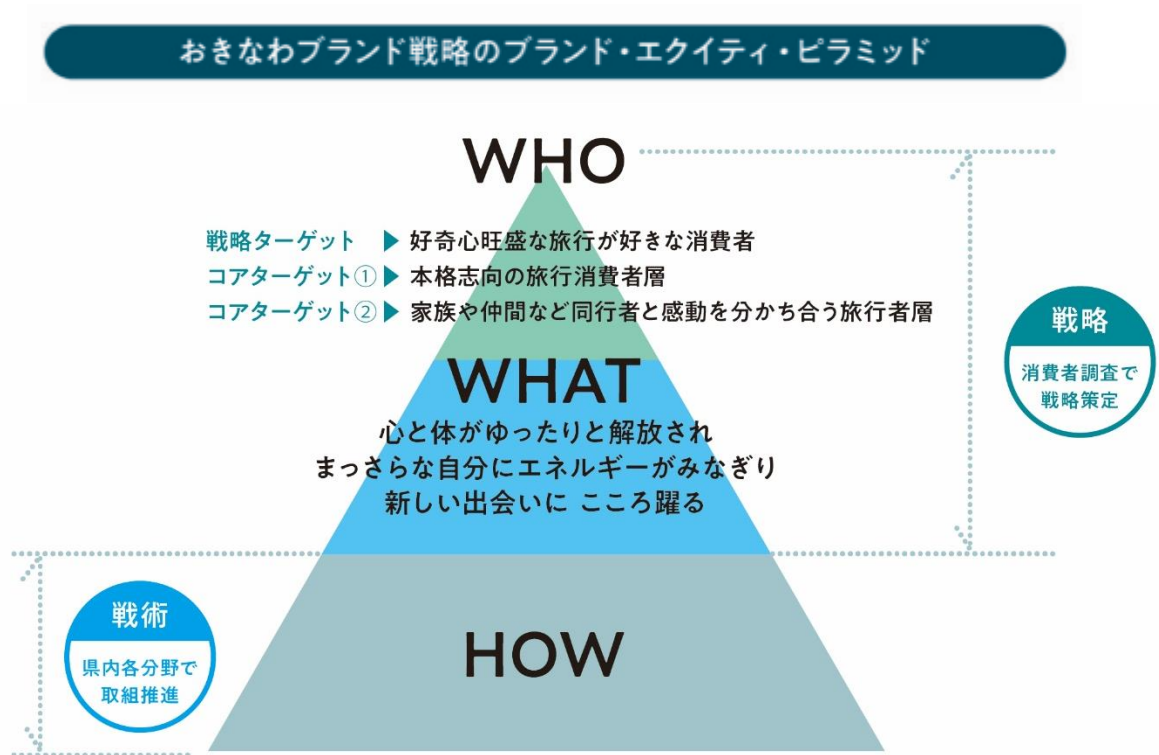 おきなわブランド戦略のブランド・エクイティ・ピラミッド
WHO
戦略ターゲット ▶ 好奇心旺盛な旅行が好きな消費者
コアターゲット① ▶ 本格志向の旅行消費者層
コアターゲット② ▶ 家族や仲間など同行者と感動を分かち合う旅行者層
戦略
消費者調査で
戦略策定
WHAT
心と体がゆったりと解放され
まっさらな自分にエネルギーがみなぎり
新しい出会いに こころ躍る
戦術
県内各分野で
取組推進
HOW